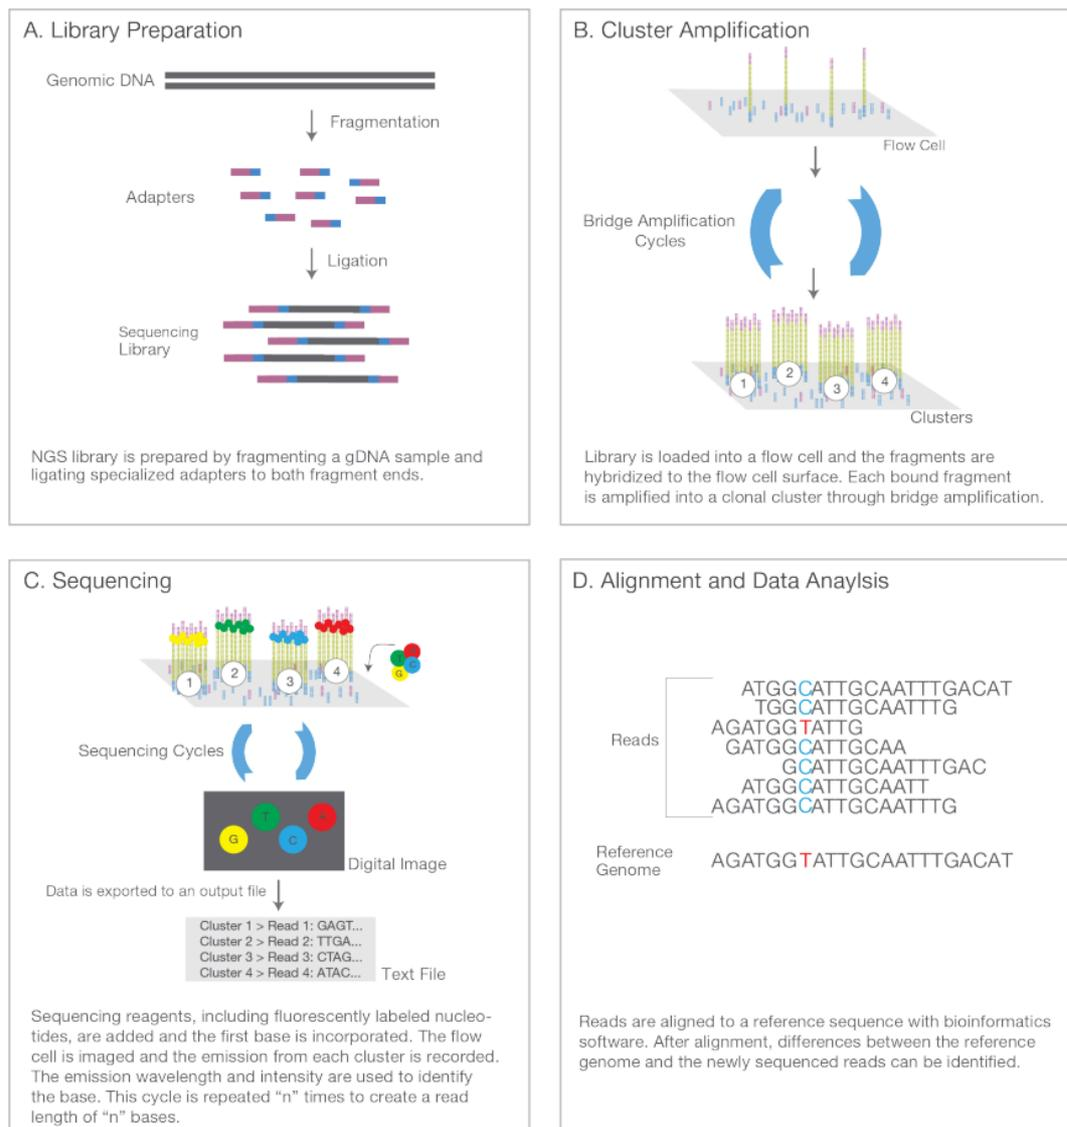 A. Library Preparation
Genomic DNA
Fragmentation
Adapters
Ligation
Sequencing
Library
NGS library is prepared by fragmenting a gDNA sample and
ligating specialized adapters to both fragment ends.
B. Cluster Amplification
Flow Cell
Bridge Amplification
Cycles
1
2
3
4
Clusters
Library is loaded into a flow cell and the fragments are
hybridized to the flow cell surface. Each bound fragment
is amplified into a clonal cluster through bridge amplification.
C. Sequencing
1
2
3
4
T
C
G
Sequencing Cycles
T
A
G
C
Digital Image
Data is exported to an output file
Cluster 1 > Read 1: GAGT...
Cluster 2 > Read 2: TTGA...
Cluster 3 > Read 3: CTAG...
Cluster 4 > Read 4: ATAC...
Text File
Sequencing reagents, including fluorescently labeled nucleo-
tides, are added and the first base is incorporated. The flow
cell is imaged and the emission from each cluster is recorded.
The emission wavelength and intensity are used to identify
the base. This cycle is repeated “n” times to create a read
length of “n” bases.
D. Alignment and Data Anaylsis
ATGGCATTGCAATTTGACAT
TGGCATTGCAATTTG
AGATGGTATTG
Reads
GATGGCATTGCAA
GCATTGCAATTTGAC
ATGGCATTGCAATT
AGATGGCATTGCAATTTG
Reference
Genome
AGATGGTATTGCAATTTGACAT
Reads are aligned to a reference sequence with bioinformatics
software. After alignment, differences between the reference
genome and the newly sequenced reads can be identified.